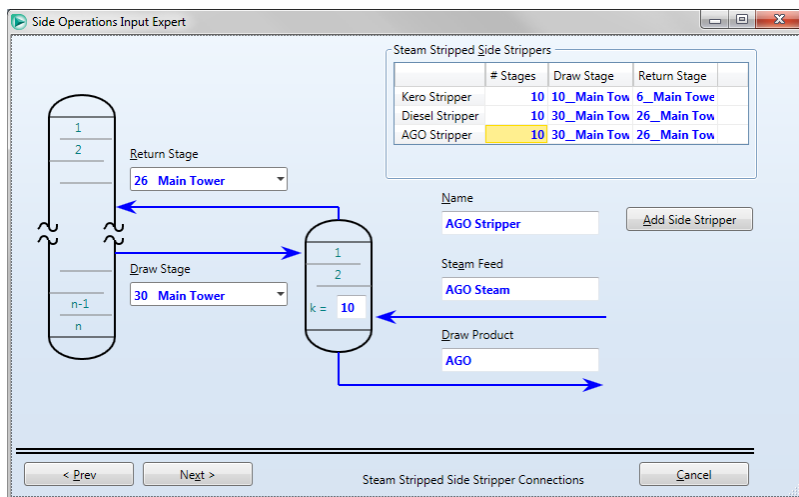 Side Operations Input Expert
Steam Stripped Side Strippers
# Stages Draw Stage Return Stage
Kero Stripper 10 10__Main Tow 6__Main Towe
Diesel Stripper 10 30__Main Tow 26__Main Tow
AGO Stripper 10 30__Main Tow 26__Main Tow
1
2
Return Stage
26 Main Tower
Name
AGO Stripper
Add Side Stripper
1
2
k = 10
Draw Stage
30 Main Tower
Steam Feed
AGO Steam
n-1
n
Draw Product
AGO
< Prev
Next >
Steam Stripped Side Stripper Connections
Cancel